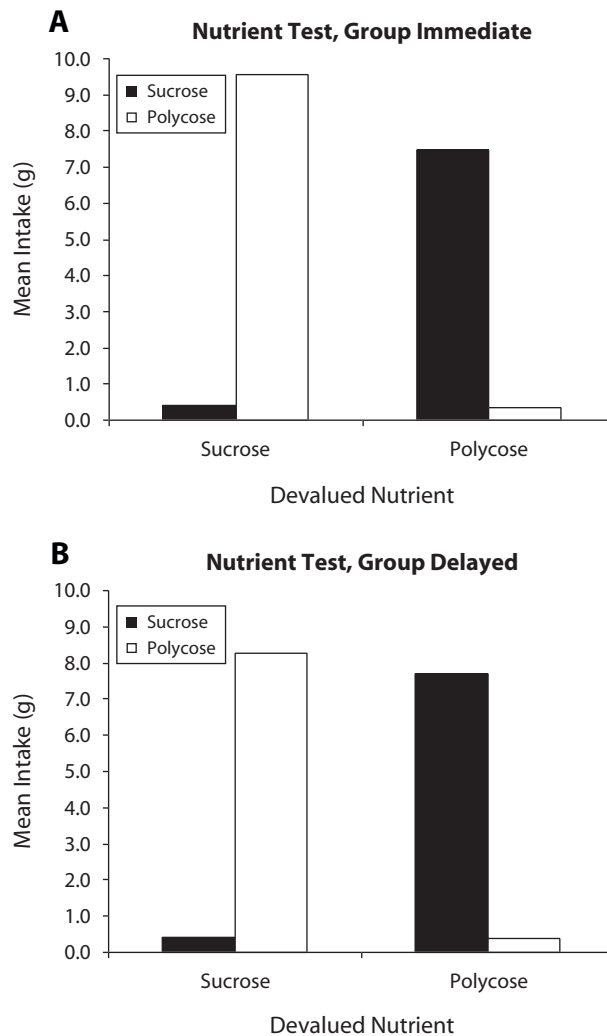 A
Nutrient Test, Group Immediate
Mean Intake (g)
10.0
9.0
8.0
7.0
6.0
5.0
4.0
3.0
2.0
1.0
0.0
Sucrose
Polycose
Sucrose Polycose
Devalued Nutrient
B
Nutrient Test, Group Delayed
Mean Intake (g)
10.0
9.0
8.0
7.0
6.0
5.0
4.0
3.0
2.0
1.0
0.0
Sucrose
Polycose
Sucrose Polycose
Devalued Nutrient